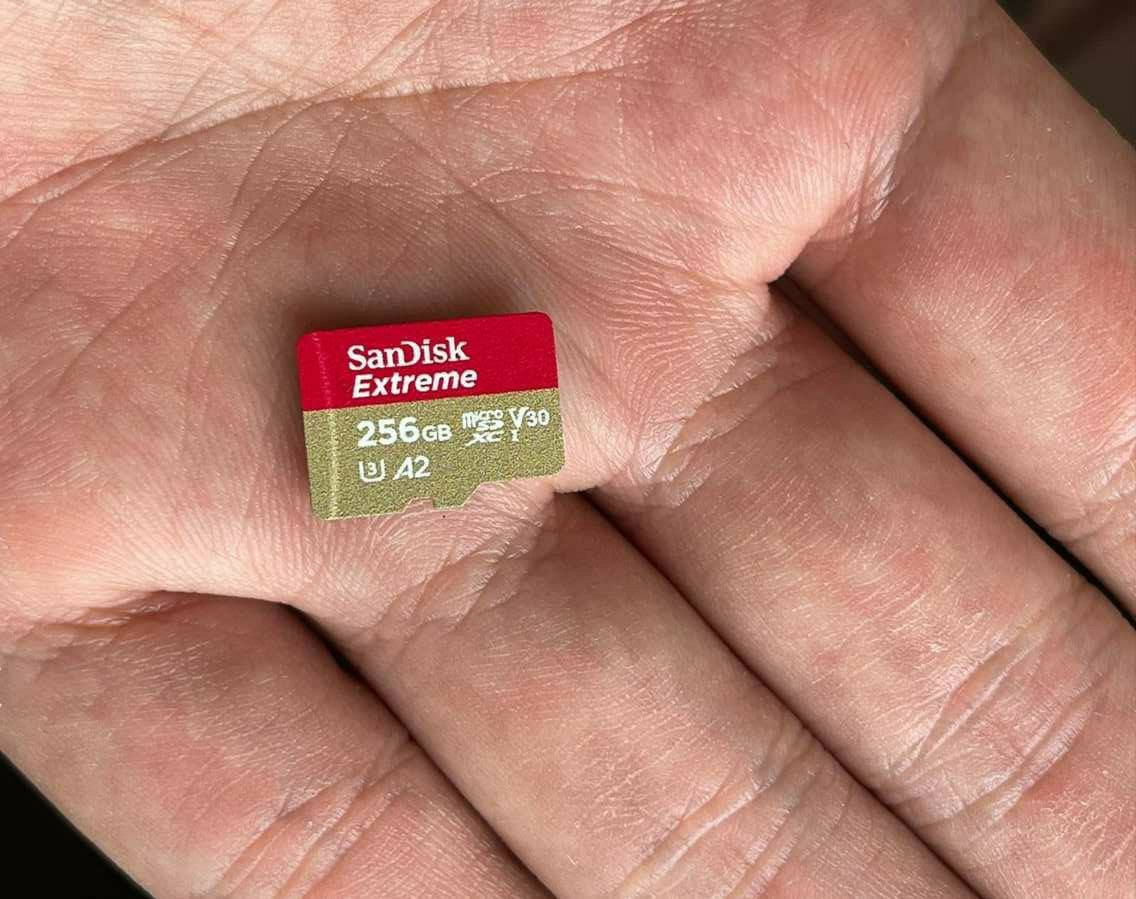 SanDisk
Extreme
256GB micro SD XC I V30
U3 A2